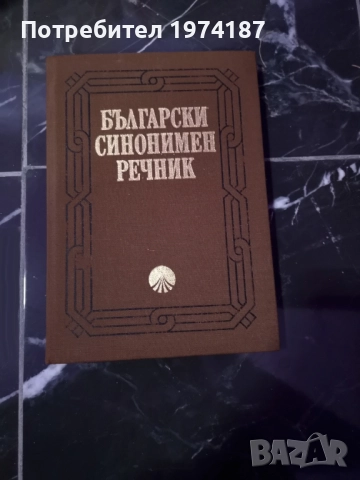 Потребител 1974187
БЪЛГАРСКИ
СИНОНИМЕН
РЕЧНИК
BAZAR